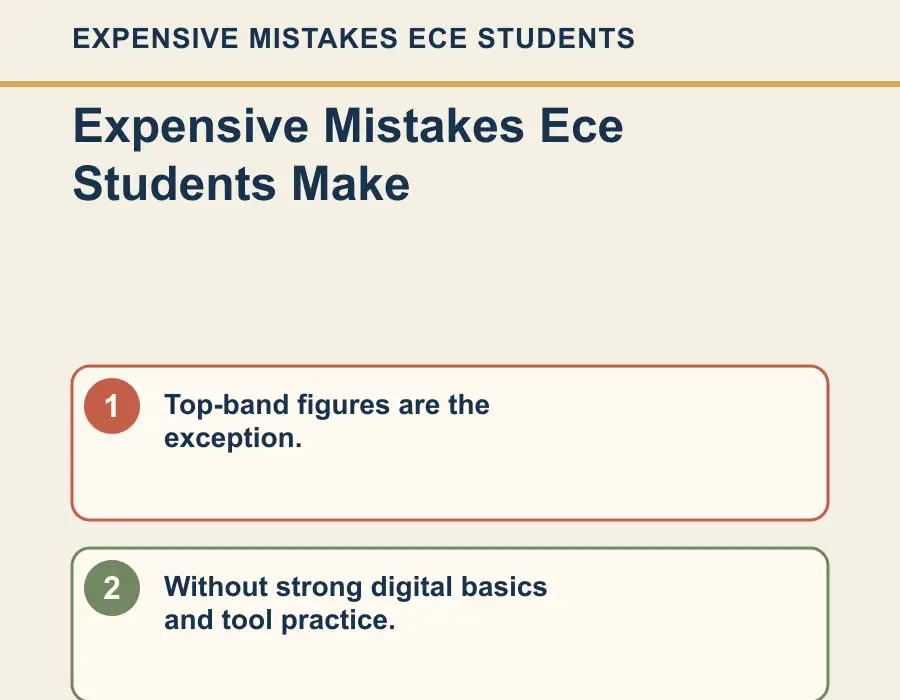 EXPENSIVE MISTAKES ECE STUDENTS
Expensive Mistakes Ece
Students Make
1
Top-band figures are the
exception.
2
Without strong digital basics
and tool practice.